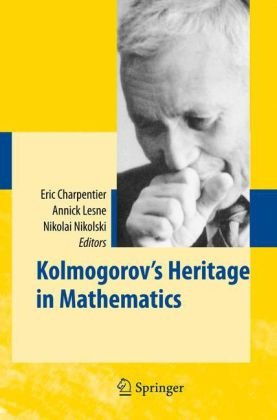 Eric Charpentier
Annick Lesne
Nikolai Nikolski
Editors
Kolmogorov's Heritage
in Mathematics
Springer